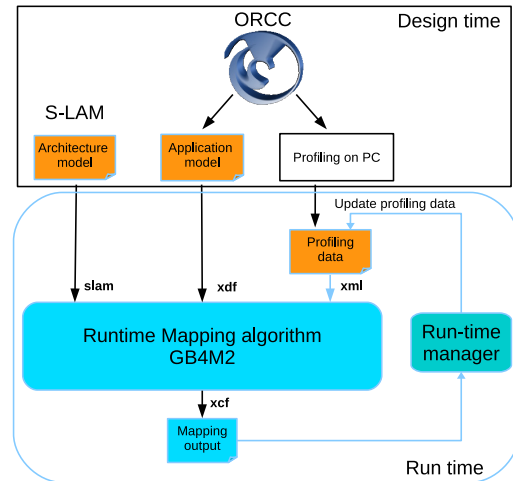 ORCC
Design time
S-LAM
Architecture
model
Application
model
Profiling on PC
Update profiling data
Profiling
data
slam
xdf
xml
Runtime Mapping algorithm
GB4M2
Run-time
manager
xcf
Mapping
output
Run time